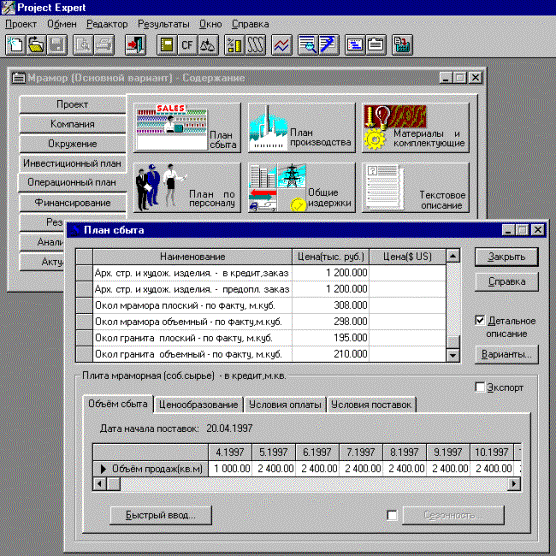 Project Expert
Проект Обмен Редактор Результаты Окно Справка
CF
Мрамор (Основной вариант) - Содержание
Проект
Компания
Окружение
Инвестиционный план
Операционный план
Финансирование
Рез
Анали
Акту
SALES
План сбыта
План производства
Материалы и комплектующие
План по персоналу
Общие издержки
Текстовое описание
План сбыта
Наименование Цена(тыс. руб.) Цена($ US)
Арх. стр. и худож. изделия. - в кредит,заказ 1 200.000
Арх. стр. и худож. изделия. - предопл. заказ 1 200.000
Окол мрамора плоский - по факту, м.куб. 308.000
Окол мрамора объемный - по факту,м.куб. 298.000
Окол гранита плоский - по факту, м.куб. 195.000
Окол гранита объемный - по факту, м.куб. 210.000
Закрыть
Справка
Детальное описание
Варианты...
Плита мраморная (соб.сырье) - в кредит,м.кв.
Экспорт
Объём сбыта Ценообразование Условия оплаты Условия поставок
Дата начала поставок: 20.04.1997
4.1997 5.1997 6.1997 7.1997 8.1997 9.1997 10.1997
Объём продаж(кв.м) 1 000.00 2 400.00 2 400.00 2 400.00 2 400.00 2 400.00 2 400.00
Быстрый ввод...
Сезонность...